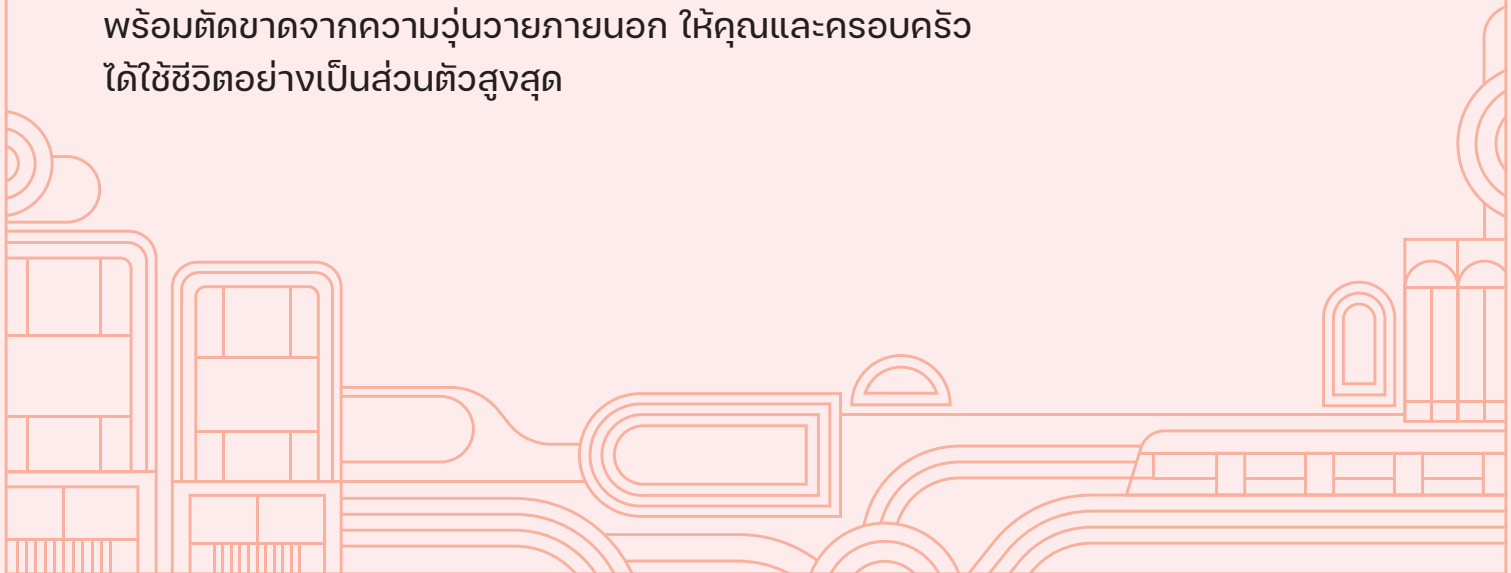 พร้อมตัดขาดจากความวุ่นวายภายนอก ให้คุณและครอบครัว
ได้ใช้ชีวิตอย่างเป็นส่วนตัวสูงสุด